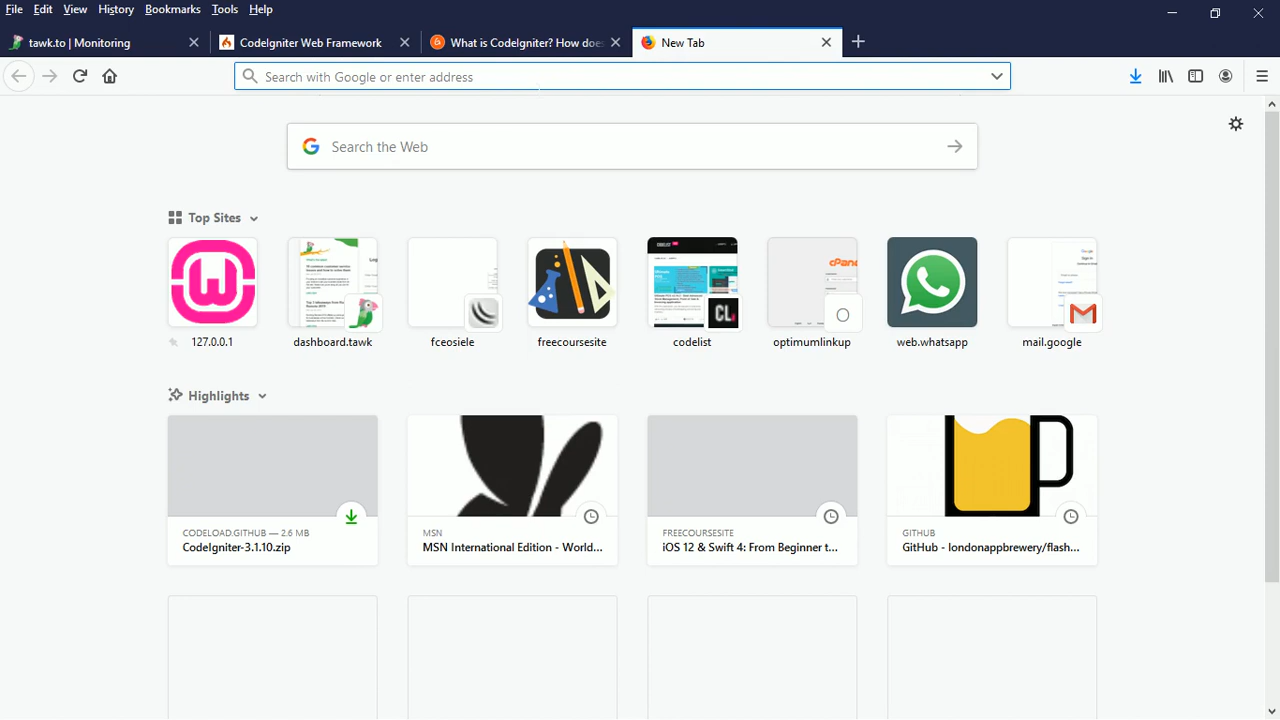 File Edit View History Bookmarks Tools Help
tawk.to | Monitoring
CodeIgniter Web Framework
What is CodeIgniter? How does
New Tab
Search with Google or enter address
Search the Web
Top Sites
127.0.0.1
dashboard.tawk
fceosiele
freecoursesite
codelist
optimumlinkup
web.whatsapp
mail.google
Highlights
CODELOAD.GITHUB — 2.6 MB
CodeIgniter-3.1.10.zip
MSN
MSN International Edition - World...
FREECOURSESITE
iOS 12 & Swift 4: From Beginner t...
GITHUB
GitHub - londonappbrewery/flash...